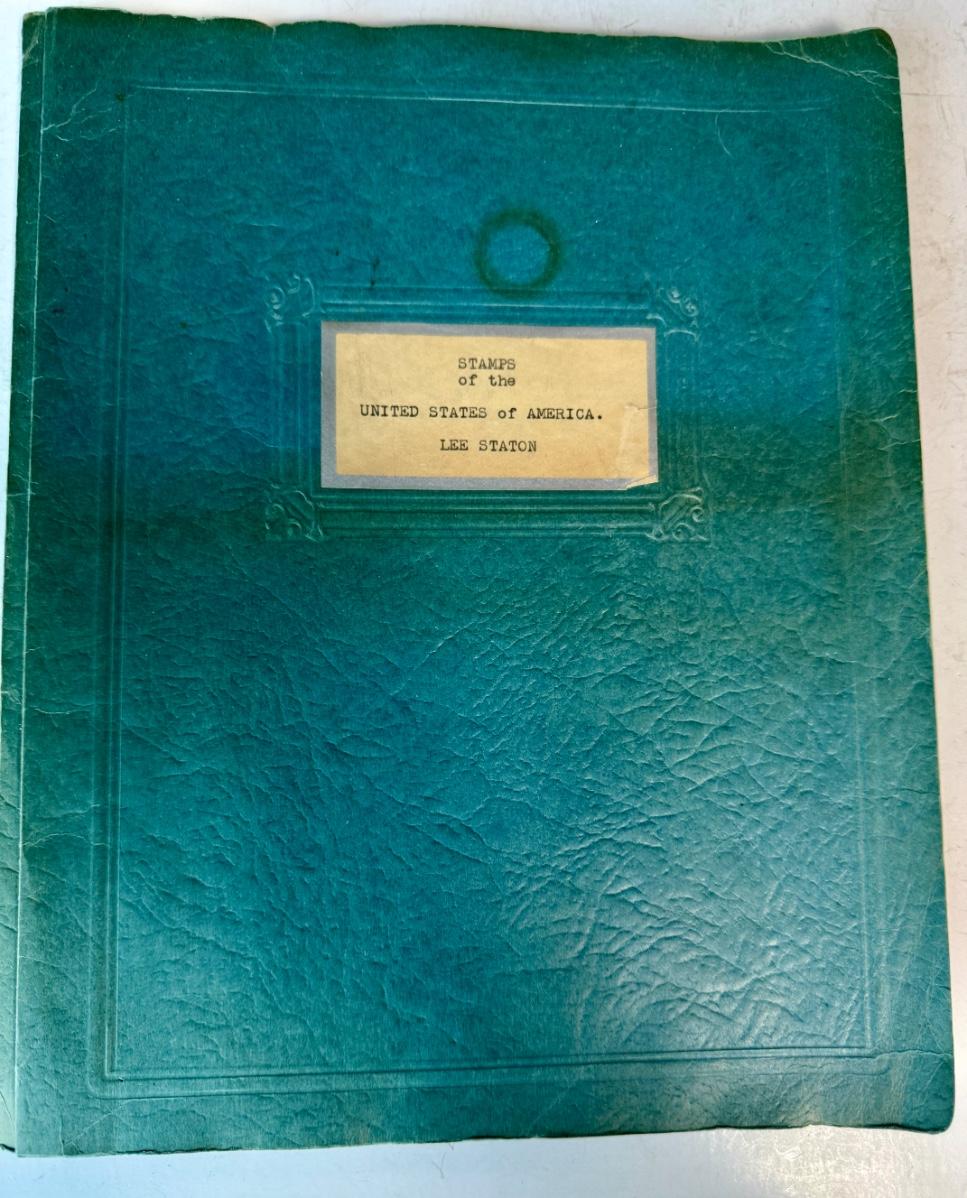 STAMPS
of the
UNITED STATES of AMERICA.
LEE STATON